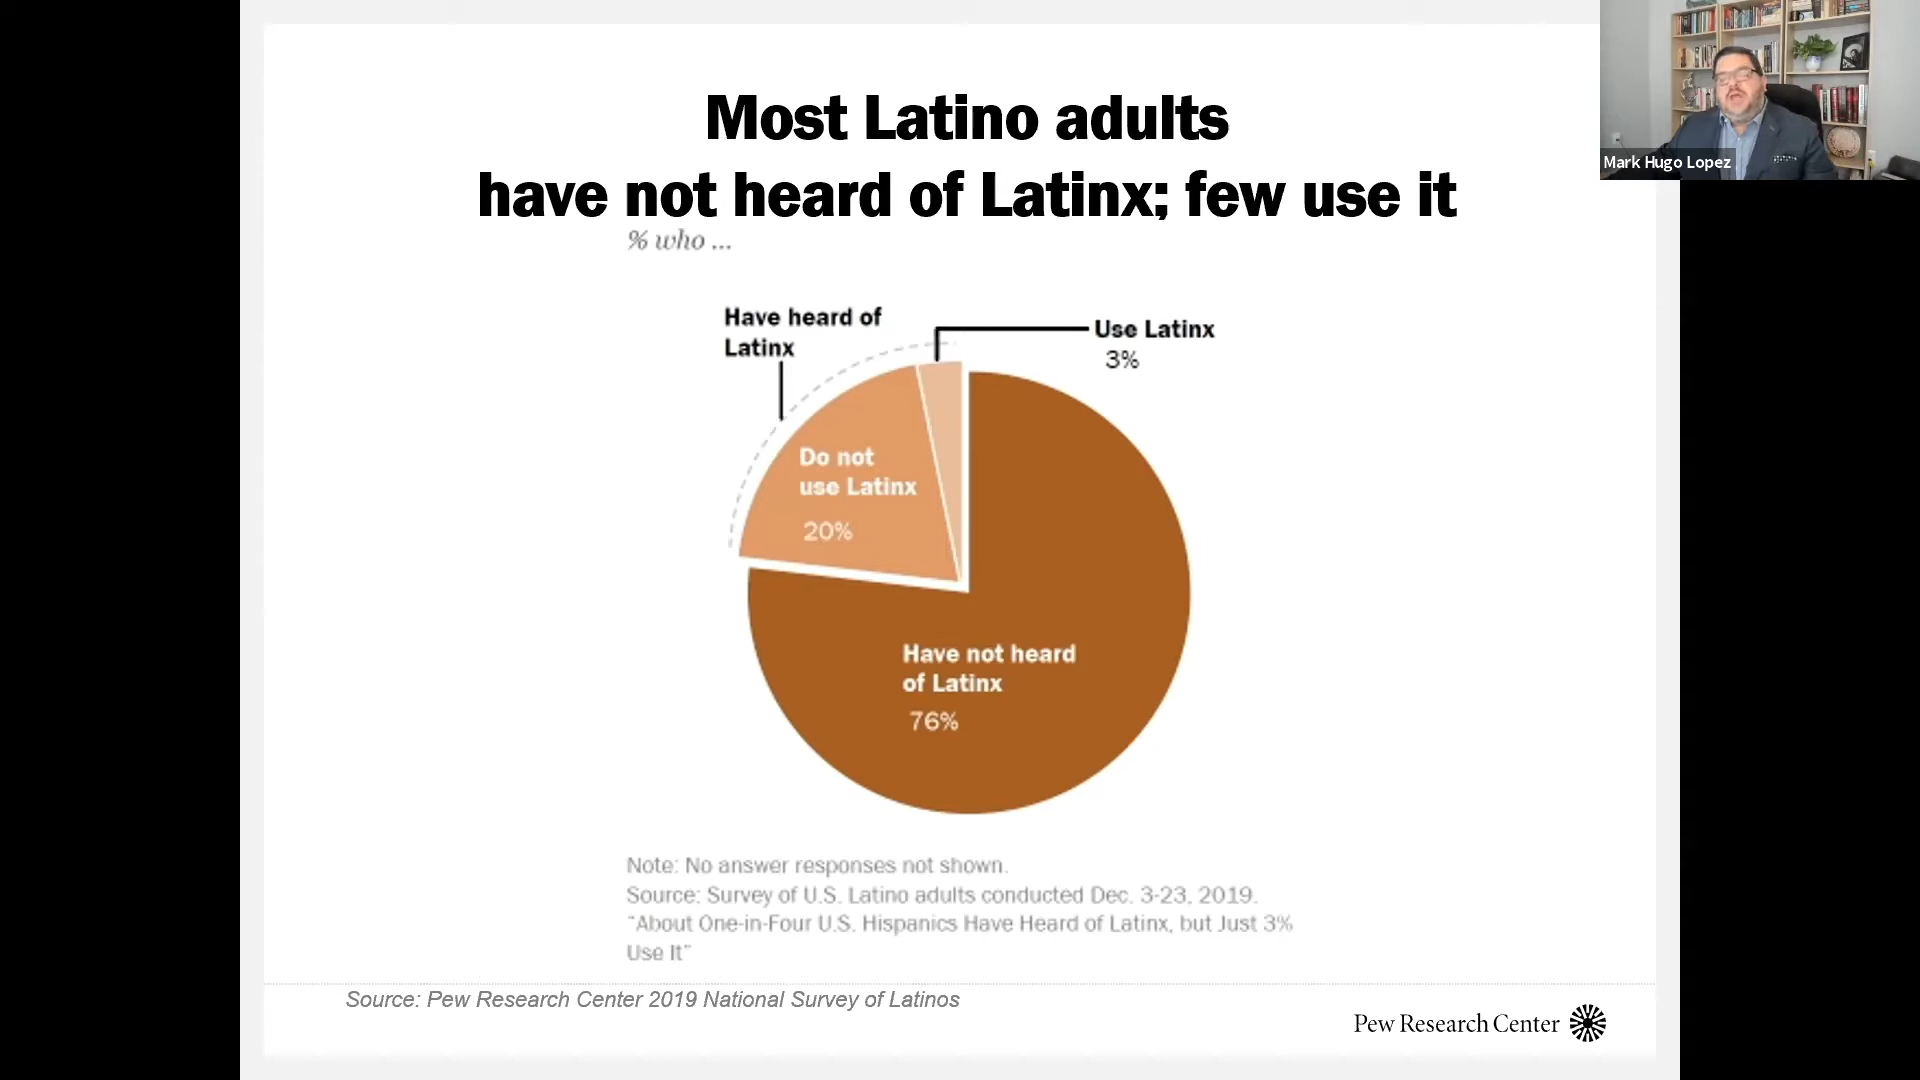 Most Latino adults
have not heard of Latinx; few use it
% who ...
Have heard of
Latinx
Use Latinx
3%
Do not
use Latinx
20%
Have not heard
of Latinx
76%
Note: No answer responses not shown.
Source: Survey of U.S. Latino adults conducted Dec. 3-23, 2019.
“About One-in-Four U.S. Hispanics Have Heard of Latinx, but Just 3%
Use It”
Source: Pew Research Center 2019 National Survey of Latinos
Pew Research Center
Mark Hugo Lopez